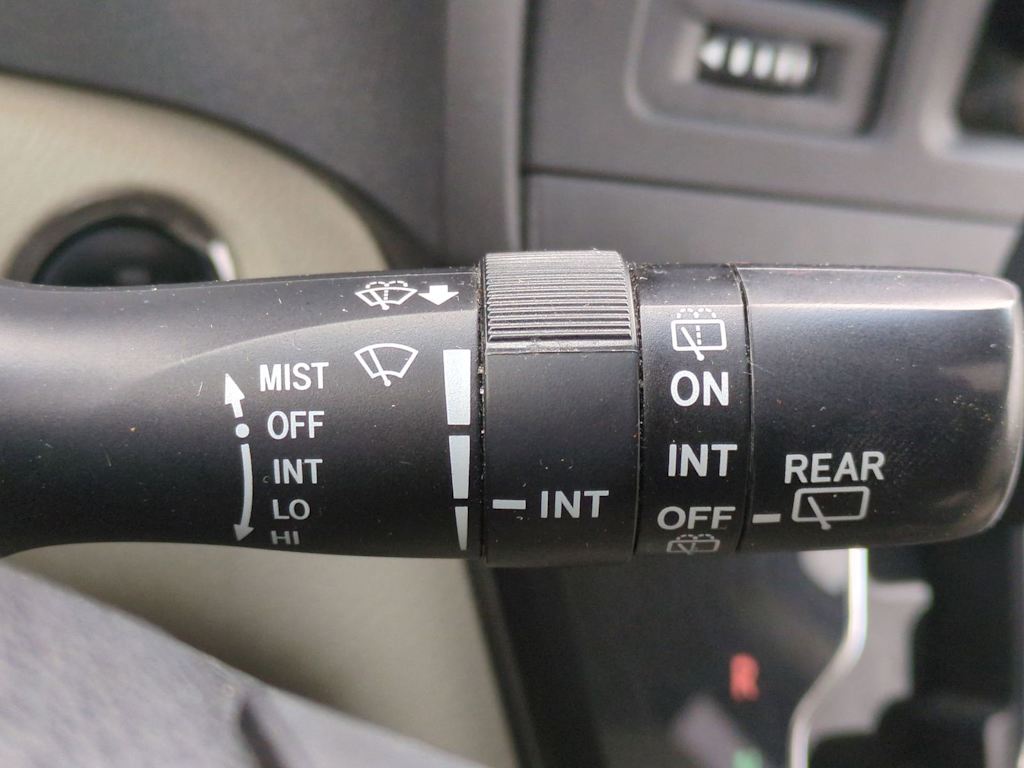 MIST
OFF
INT
LO
HI
INT
ON
INT
OFF
REAR
R